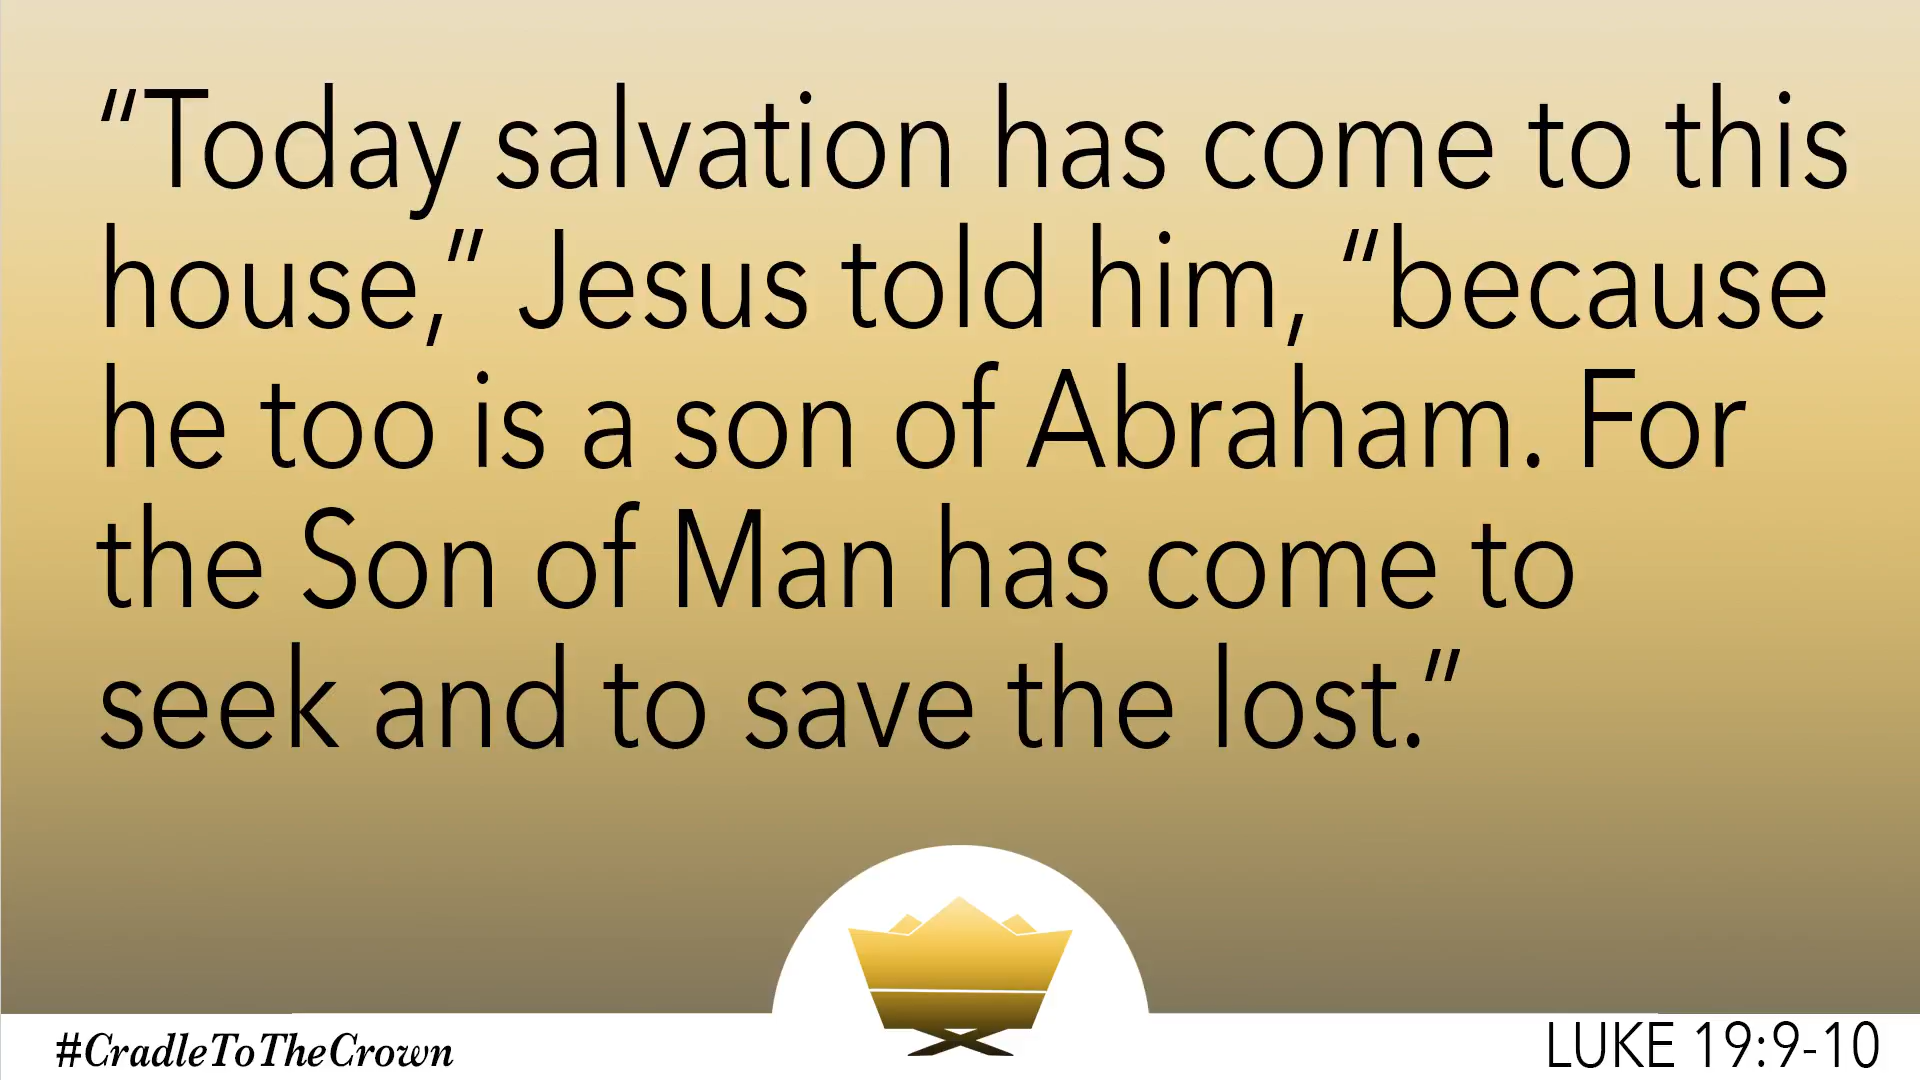 “Today salvation has come to this
house,” Jesus told him, “because
he too is a son of Abraham. For
the Son of Man has come to
seek and to save the lost.”
#CradleToTheCrown
LUKE 19:9-10